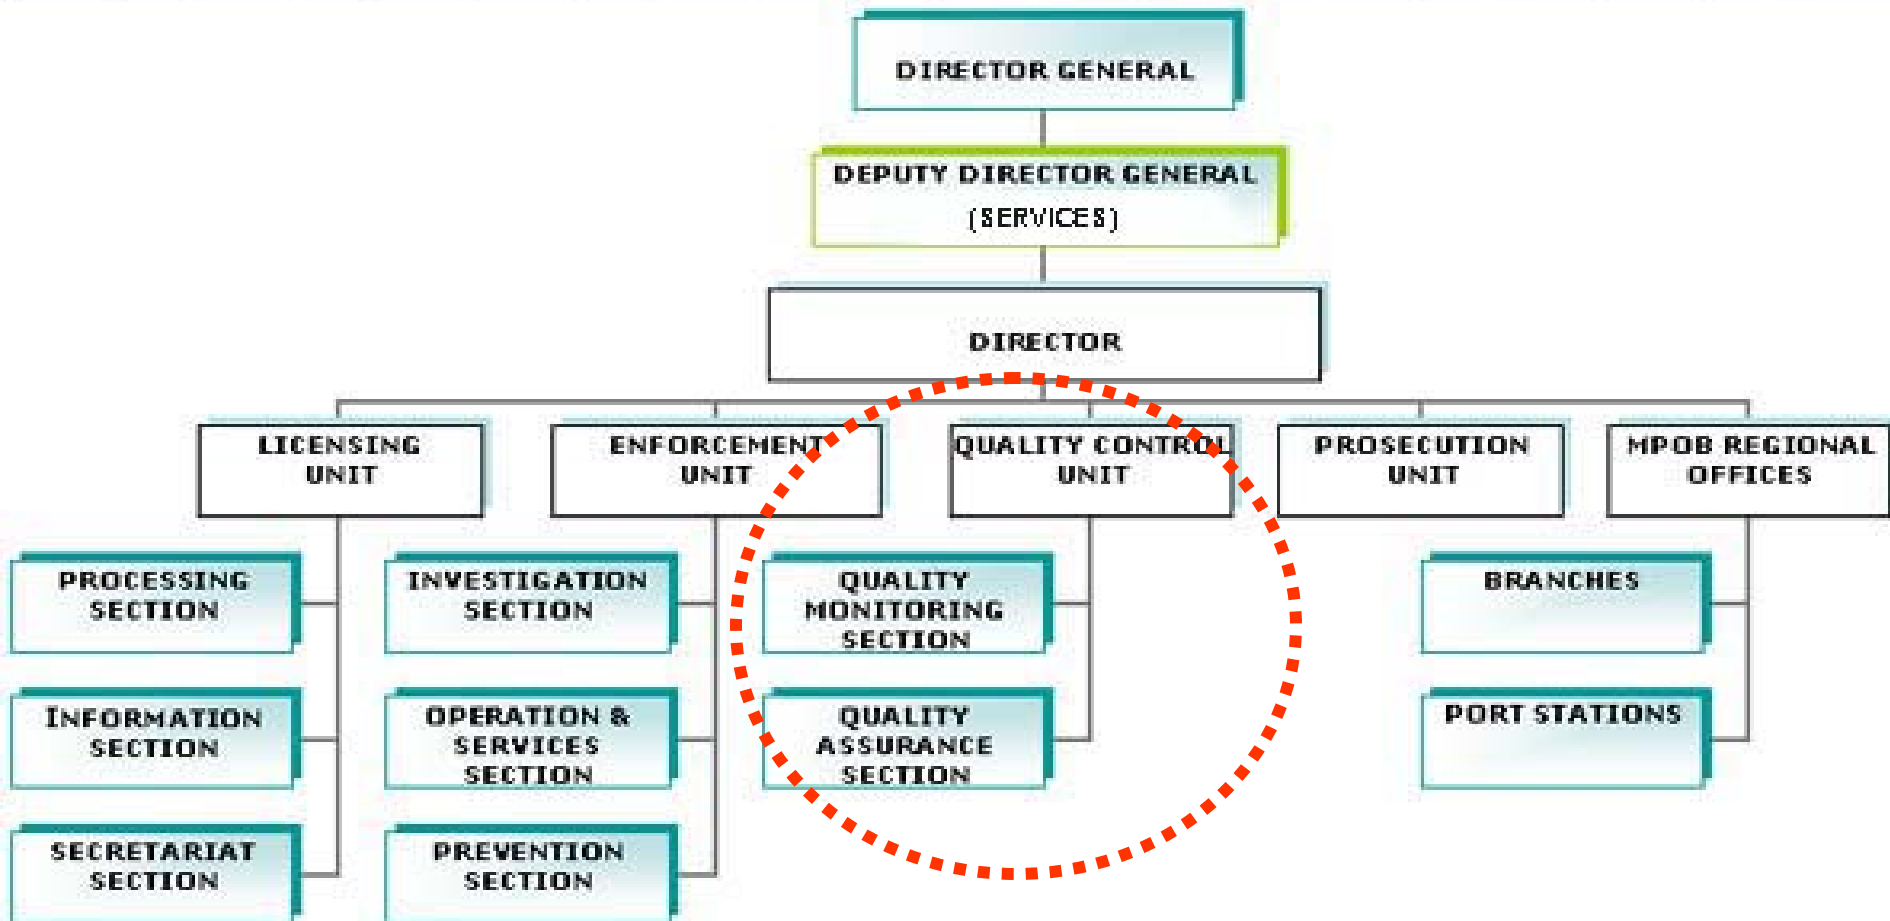 DIRECTOR GENERAL
DEPUTY DIRECTOR GENERAL
(SERVICES)
DIRECTOR
LICENSING
UNIT
ENFORCEMENT
UNIT
QUALITY CONTROL
UNIT
PROSECUTION
UNIT
MPOB REGIONAL
OFFICES
PROCESSING
SECTION
INVESTIGATION
SECTION
QUALITY
MONITORING
SECTION
BRANCHES
INFORMATION
SECTION
OPERATION &
SERVICES
SECTION
QUALITY
ASSURANCE
SECTION
PORT STATIONS
SECRETARIAT
SECTION
PREVENTION
SECTION